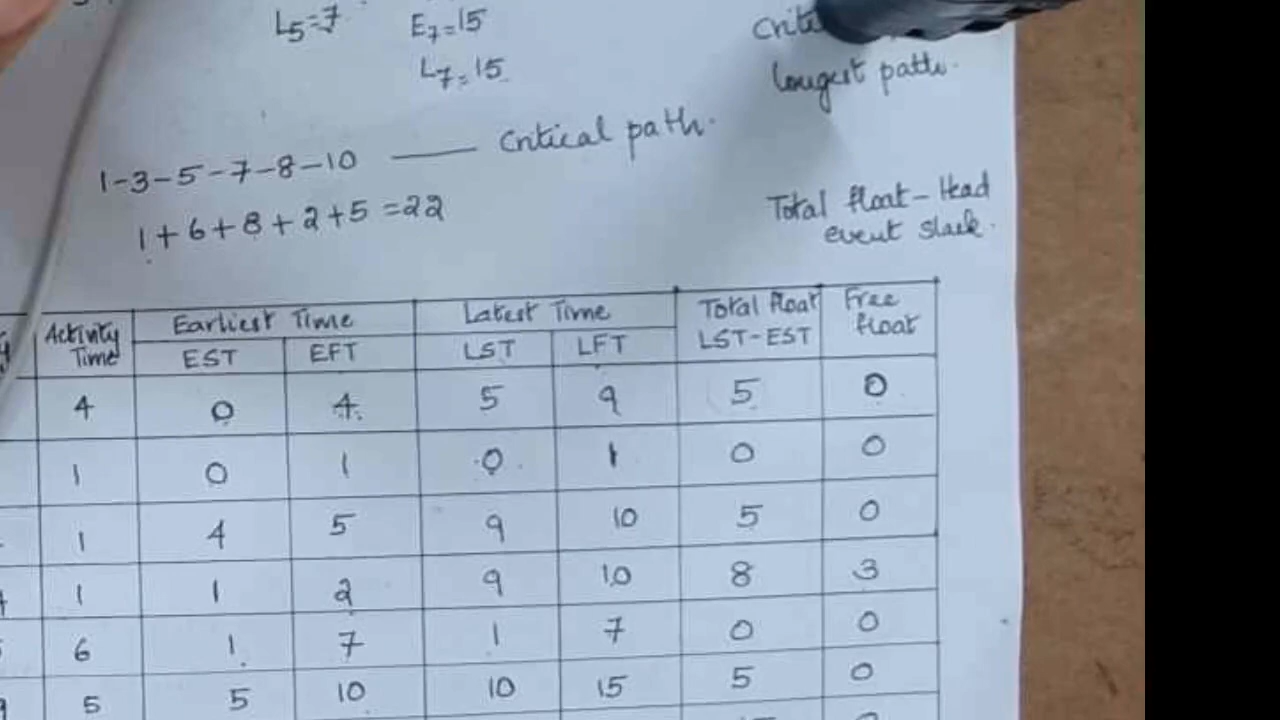 L5=7 E7=15
L7=15
longest path.
1-3-5-7-8-10 —— Critical path.
1+6+8+2+5=22
Total float-Head
event slack.
Activity Time Earliest Time Latest Time Total float LST-EST Free float
EST EFT LST LFT
4 0 4 5 9 5 0
1 0 1 0 1 0 0
1 4 5 9 10 5 0
1 1 2 9 10 8 3
6 1 7 1 7 0 0
5 5 10 10 15 5 0